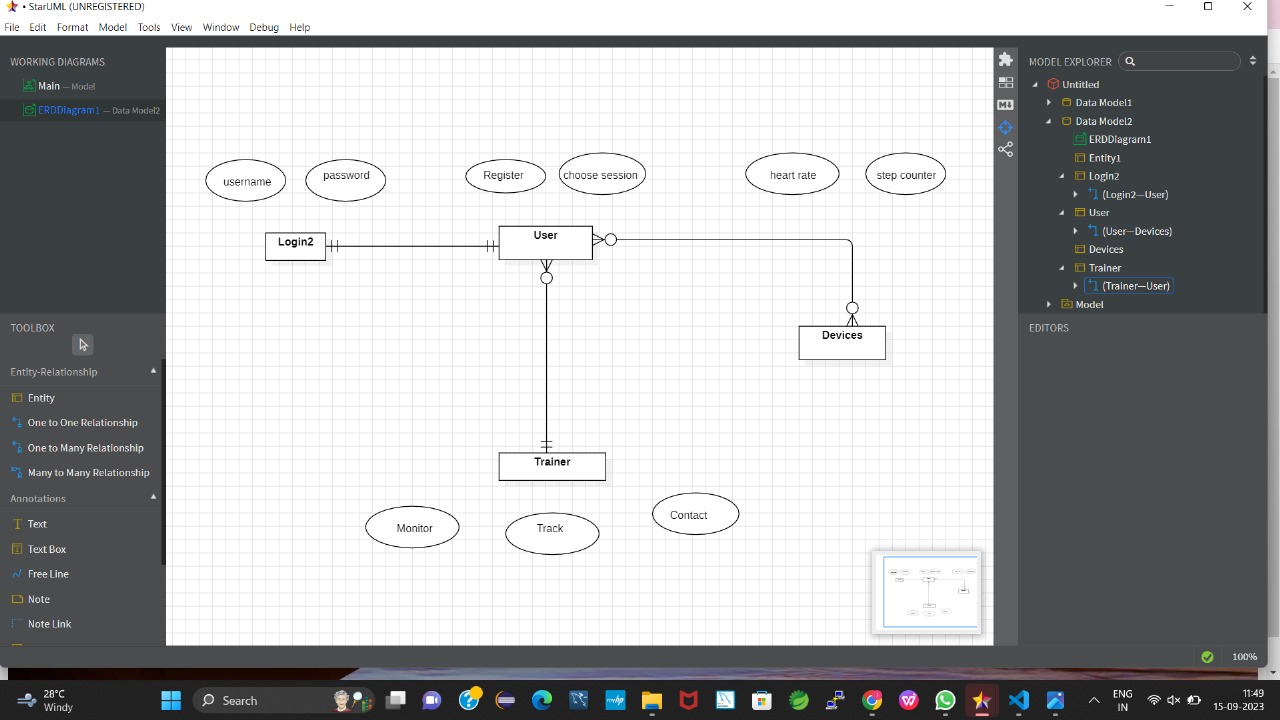 • StarUML (UNREGISTERED)
File Edit Format Model Tools View Window Debug Help
WORKING DIAGRAMS
Main — Model
ERDDiagram1 — Data Model2
TOOLBOX
Entity-Relationship
Entity
One to One Relationship
One to Many Relationship
Many to Many Relationship
Annotations
Text
Text Box
Free Line
Note
Note Link
username
password
Register
choose session
heart rate
step counter
Login2
User
Devices
Trainer
Monitor
Track
Contact
MODEL EXPLORER
Untitled
Data Model1
Data Model2
ERDDiagram1
Entity1
Login2
(Login2—User)
User
(User—Devices)
Devices
Trainer
(Trainer—User)
Model
EDITORS
100%
28°C
Windy
Search
ENG
IN
11:49
15-09-2023